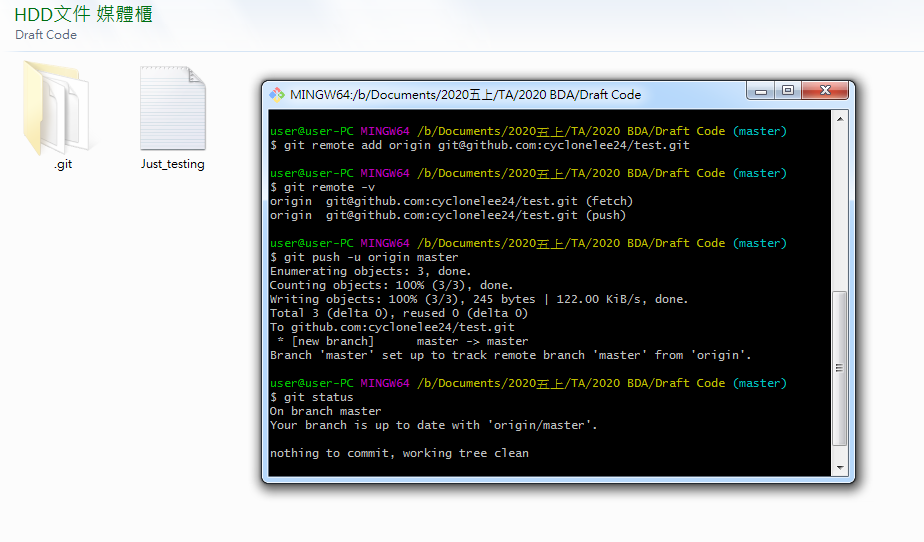 HDD文件 媒體櫃
Draft Code
.git
Just_testing
MINGW64:/b/Documents/2020五上/TA/2020 BDA/Draft Code
user@user-PC MINGW64 /b/Documents/2020五上/TA/2020 BDA/Draft Code (master)
$ git remote add origin git@github.com:cyclonelee24/test.git
user@user-PC MINGW64 /b/Documents/2020五上/TA/2020 BDA/Draft Code (master)
$ git remote -v
origin  git@github.com:cyclonelee24/test.git (fetch)
origin  git@github.com:cyclonelee24/test.git (push)
user@user-PC MINGW64 /b/Documents/2020五上/TA/2020 BDA/Draft Code (master)
$ git push -u origin master
Enumerating objects: 3, done.
Counting objects: 100% (3/3), done.
Writing objects: 100% (3/3), 245 bytes | 122.00 KiB/s, done.
Total 3 (delta 0), reused 0 (delta 0)
To github.com:cyclonelee24/test.git
 * [new branch]      master -> master
Branch 'master' set up to track remote branch 'master' from 'origin'.
user@user-PC MINGW64 /b/Documents/2020五上/TA/2020 BDA/Draft Code (master)
$ git status
On branch master
Your branch is up to date with 'origin/master'.
nothing to commit, working tree clean